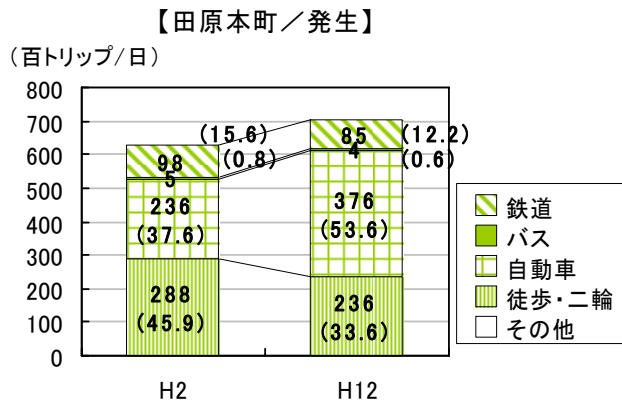 【田原本町／発生】
(百トリップ/日)
800
700
600
500
400
300
200
100
0
98
(15.6)
5
(0.8)
236
(37.6)
288
(45.9)
85
(12.2)
4
(0.6)
376
(53.6)
236
(33.6)
H2
H12
鉄道
バス
自動車
徒歩・二輪
その他